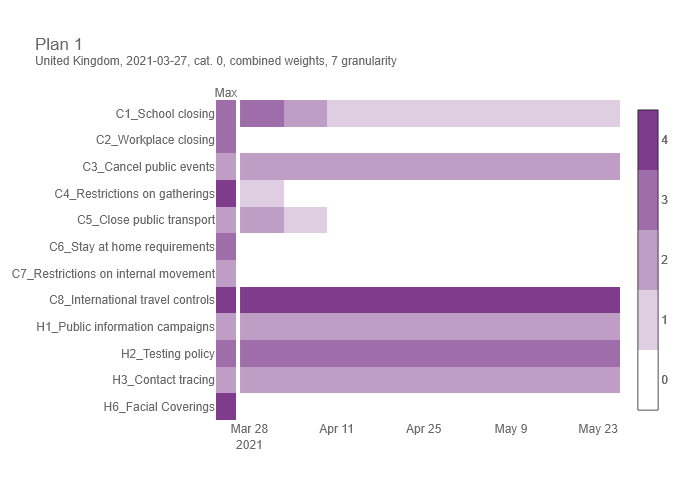 Plan 1
United Kingdom, 2021-03-27, cat. 0, combined weights, 7 granularity
Max
C1_School closing
C2_Workplace closing
C3_Cancel public events
C4_Restrictions on gatherings
C5_Close public transport
C6_Stay at home requirements
C7_Restrictions on internal movement
C8_International travel controls
H1_Public information campaigns
H2_Testing policy
H3_Contact tracing
H6_Facial Coverings
4
3
2
1
0
Mar 28 Apr 11 Apr 25 May 9 May 23
2021